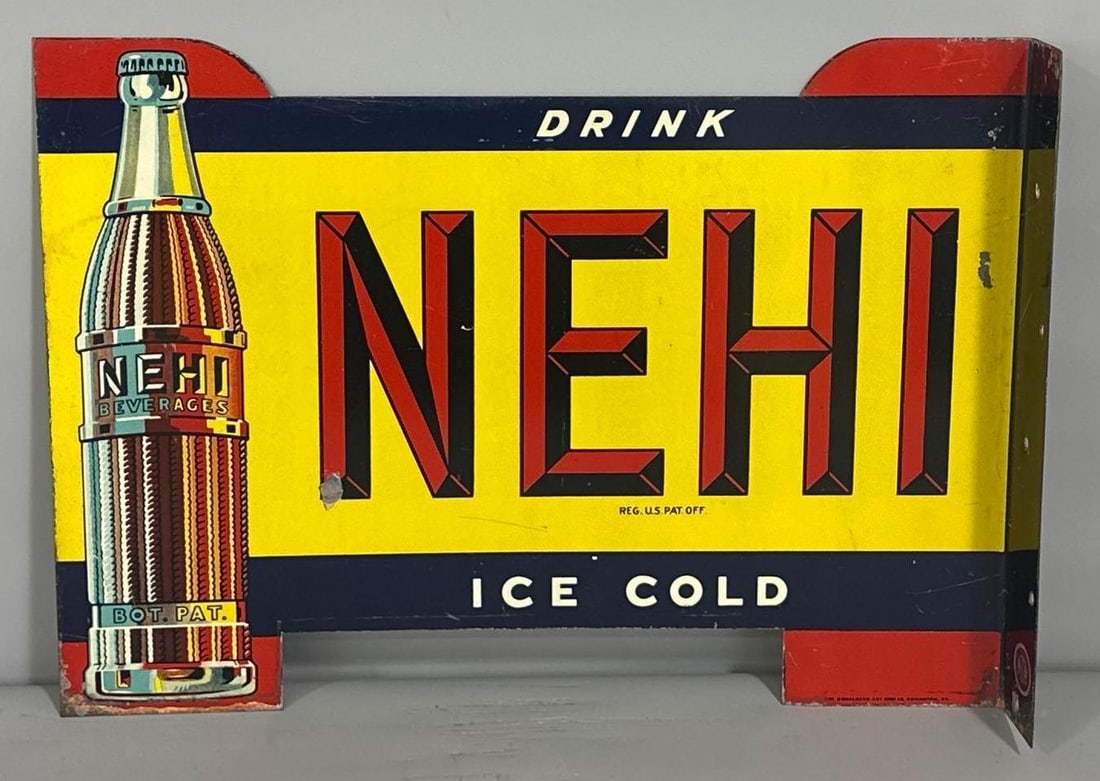 DRINK
NEHI
REG. U.S. PAT. OFF.
ICE COLD
NEHI
BEVERAGES
BOT. PAT.